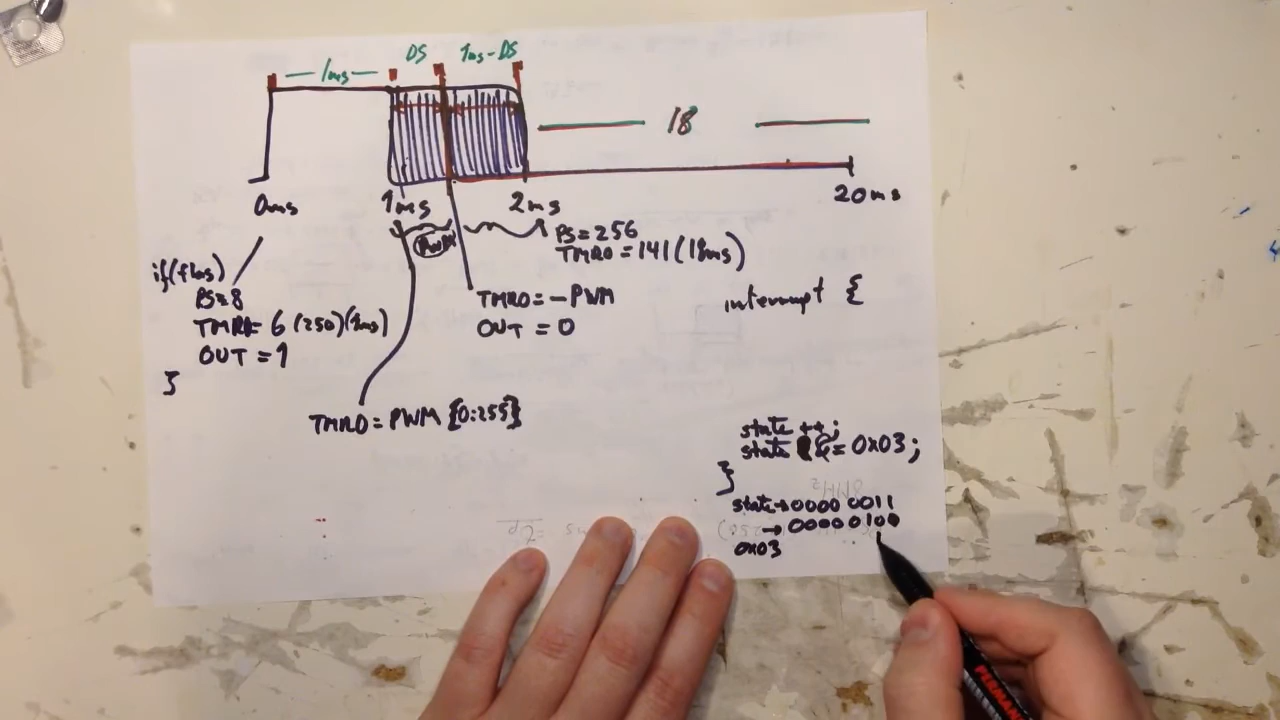 DS 1ms-DS
1ms
18
0ms 1ms 2ms 20ms
PWM
PS=256
TMR0=141(18ms)
if(flas)
PS=8
TMR0=6(250)(1ms)
OUT=1
}
TMR0=-PWM
OUT=0
TMR0=PWM [0:255]
interrupt {
state ++;
state &=0x03;
}
state→0000 0011
→0000 0100
0x03